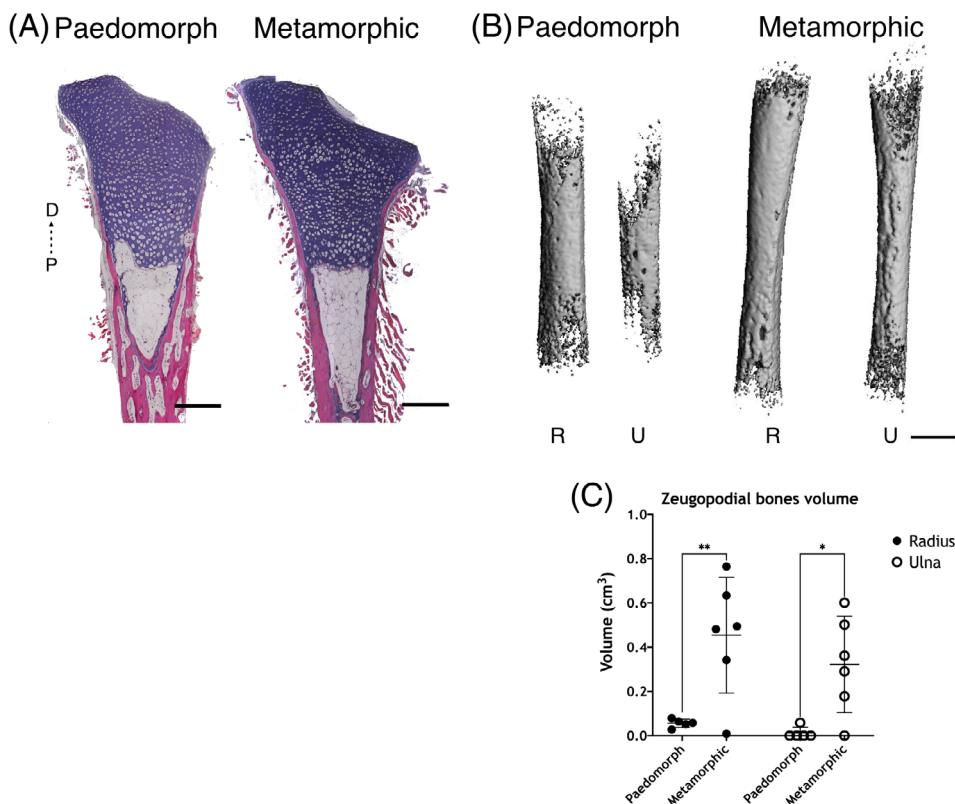 (A) Paedomorph Metamorphic
D
P
(B) Paedomorph Metamorphic
R U R U
(C) Zeugopodial bones volume
Volume (cm³)
1.0
0.8
0.6
0.4
0.2
0.0
** *
Paedomorph Metamorphic Paedomorph Metamorphic
Radius
Ulna